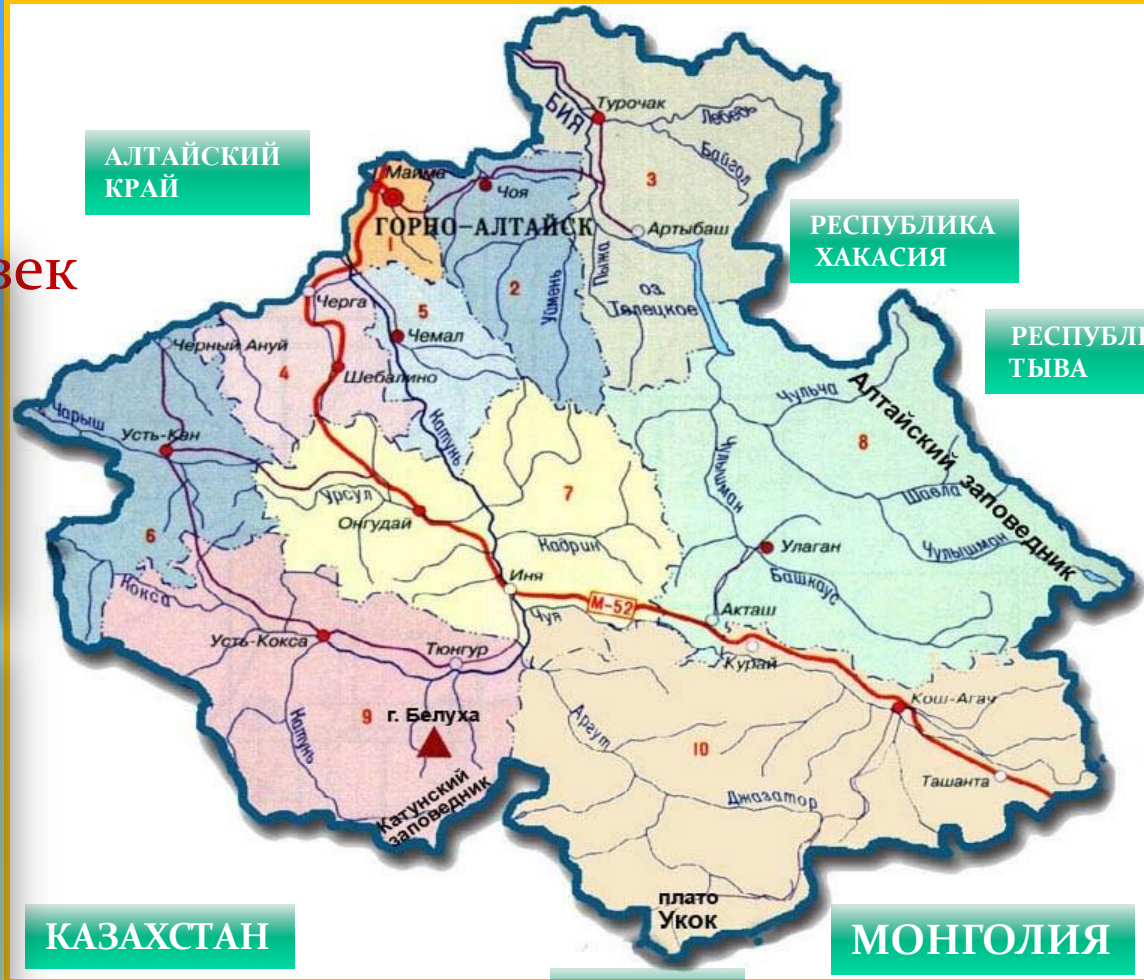 БИЯ
Турочак
Лебедь
Байгол
АЛТАЙСКИЙ
КРАЙ
Майма
Чоя
3
ГОРНО-АЛТАЙСК
1
Артыбаш
РЕСПУБЛИКА
ХАКАСИЯ
век
2
Пыжа
оз.
Телецкое
Уймень
Черга
5
Чемал
Черный Ануй
РЕСПУБЛИ
ТЫВА
4
Шебалино
Чульча
Алтайский заповедник
8
Чарыш
Усть-Кан
Катунь
Чулышман
Шавла
Урсул
7
Онгудай
6
Кадрин
Улаган
Чулышман
Башкаус
Иня
Кокса
М-52
Чуя
Акташ
Усть-Кокса
Тюнгур
Курай
Кош-Агач
9
г. Белуха
Катунь
Аргут
10
Ташанта
Джазатор
Катунский
заповедник
плато
Укок
КАЗАХСТАН
МОНГОЛИЯ